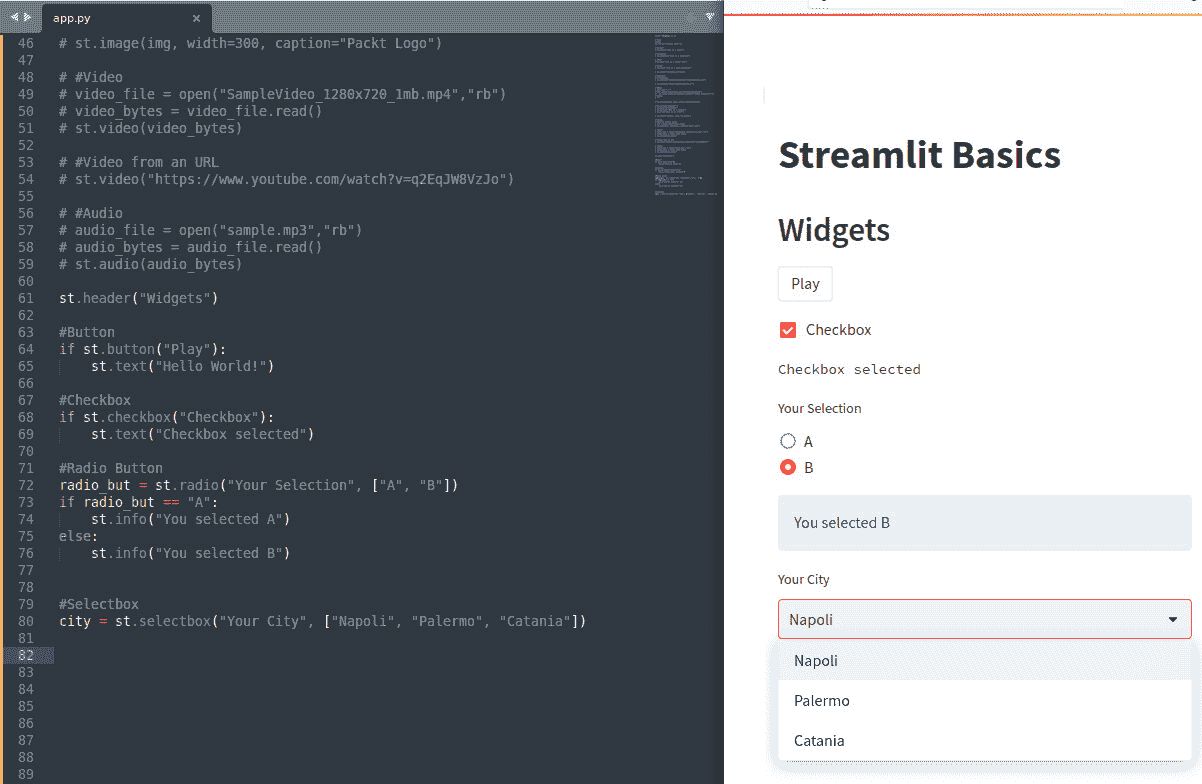 app.py ×
46 # st.image(img, width=300, caption="Packt Logo")
47
48 # #Video
49 # video_file = open("SampleVideo_1280x720_1mb.mp4","rb")
50 # video_bytes = video_file.read()
51 # st.video(video_bytes)
52
53 # #Video from an URL
54 # st.video("https://www.youtube.com/watch?v=q2EqJW8VzJo")
55
56 # #Audio
57 # audio_file = open("sample.mp3","rb")
58 # audio_bytes = audio_file.read()
59 # st.audio(audio_bytes)
60
61 st.header("Widgets")
62
63 #Button
64 if st.button("Play"):
65 st.text("Hello World!")
66
67 #Checkbox
68 if st.checkbox("Checkbox"):
69 st.text("Checkbox selected")
70
71 #Radio Button
72 radio_but = st.radio("Your Selection", ["A", "B"])
73 if radio_but == "A":
74 st.info("You selected A")
75 else:
76 st.info("You selected B")
77
78
79 #Selectbox
80 city = st.selectbox("Your City", ["Napoli", "Palermo", "Catania"])
81
82
83
84
85
86
87
88
89
Streamlit Basics
Widgets
Play
Checkbox
Checkbox selected
Your Selection
A
B
You selected B
Your City
Napoli
Napoli
Palermo
Catania